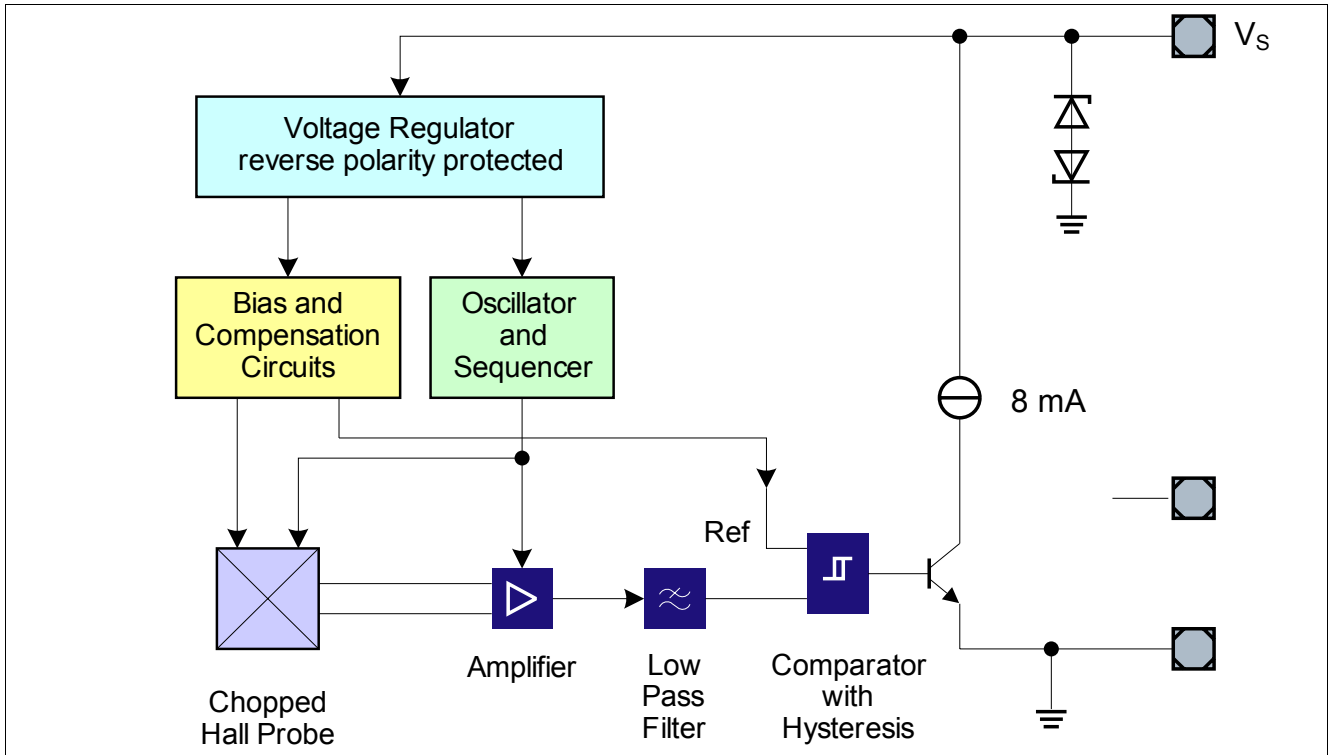 V_S
Voltage Regulator
reverse polarity protected
Bias and
Compensation
Circuits
Oscillator
and
Sequencer
8 mA
Ref
Amplifier
Low
Pass
Filter
Comparator
with
Hysteresis
Chopped
Hall Probe